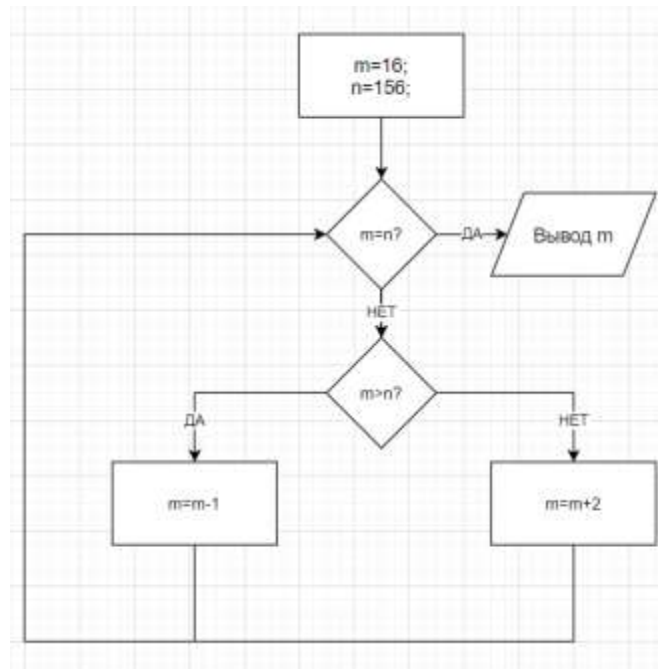 m=16;
n=156;
m=n?
ДА
Вывод m
НЕТ
m>n?
ДА
НЕТ
m=m-1
m=m+2